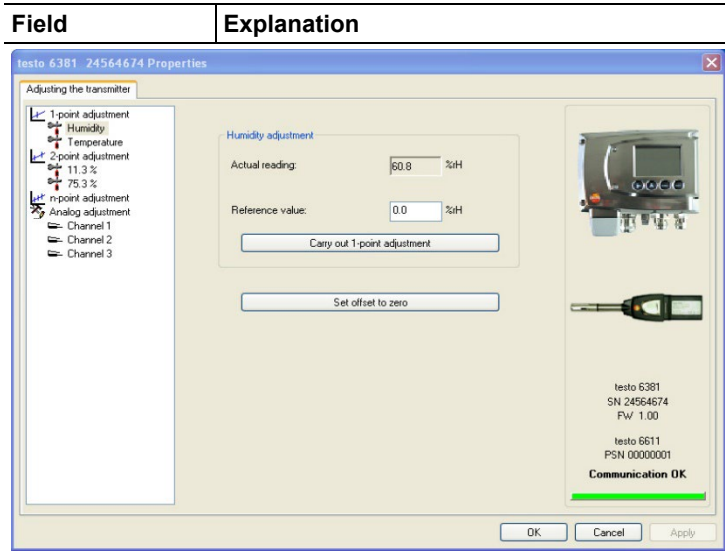 Field Explanation
testo 6381 24564674 Properties
Adjusting the transmitter
1-point adjustment
Humidity
Temperature
2-point adjustment
11.3 %
75.3 %
n-point adjustment
Analog adjustment
Channel 1
Channel 2
Channel 3
Humidity adjustment
Actual reading: 60.8 %rH
Reference value: 0.0 %rH
Carry out 1-point adjustment
Set offset to zero
testo 6381
SN 24564674
FW 1.00
testo 6611
PSN 00000001
Communication OK
OK Cancel Apply